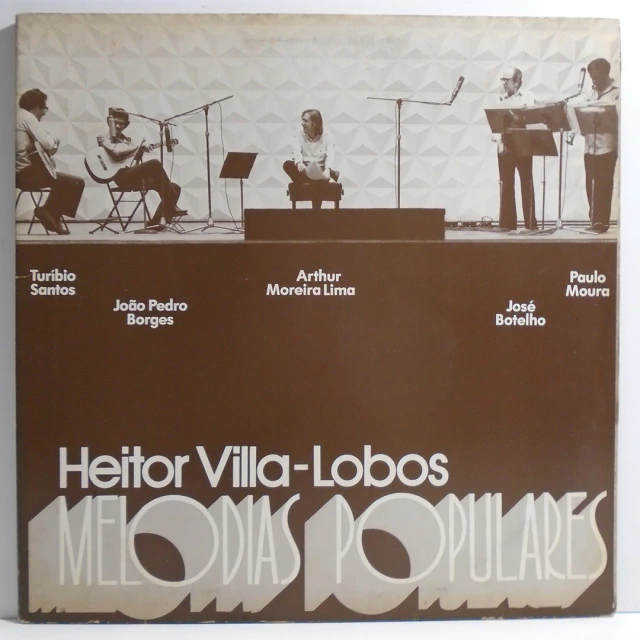 Turíbio
Santos
João Pedro
Borges
Arthur
Moreira Lima
José
Botelho
Paulo
Moura
Heitor Villa-Lobos
MELODIAS POPULARES